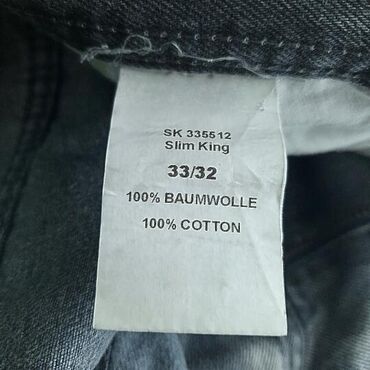 SK 335512
Slim King
33/32
100% BAUMWOLLE
100% COTTON